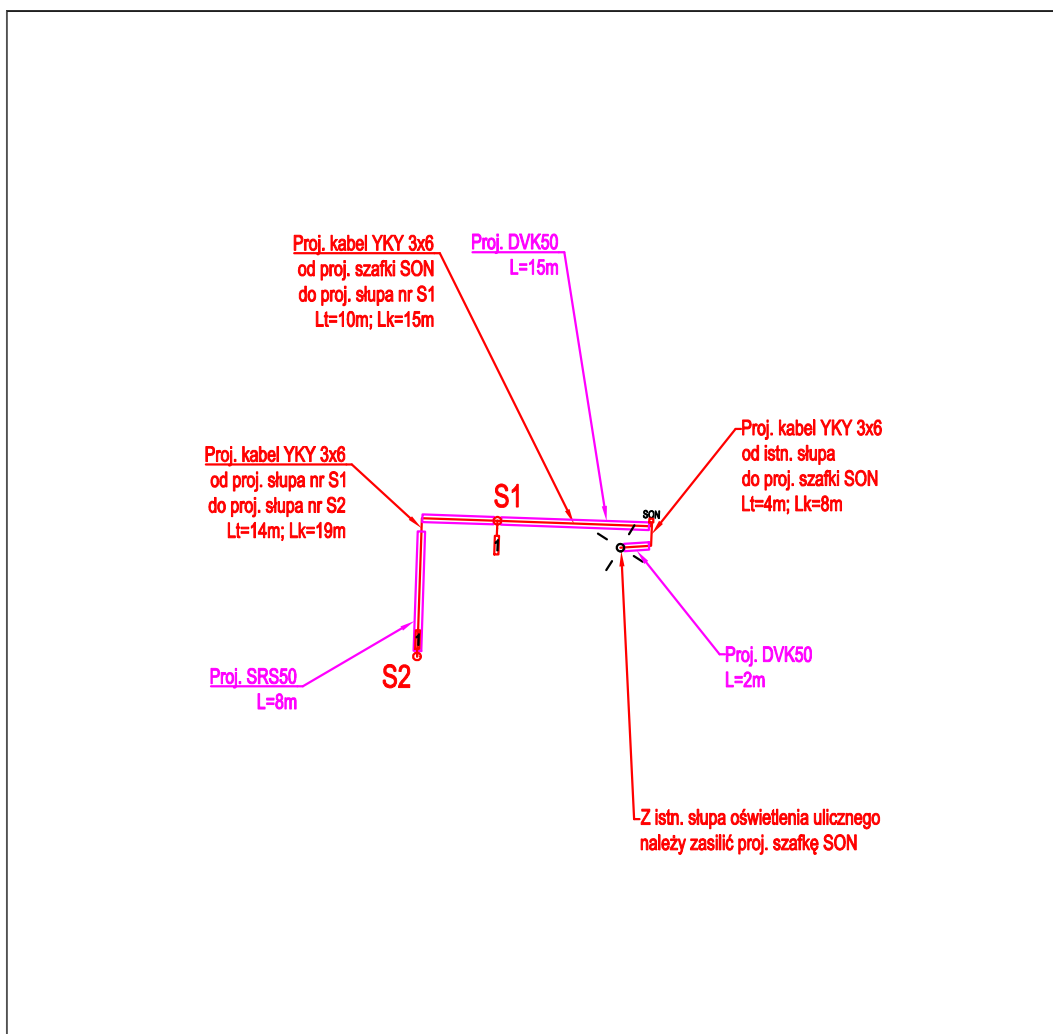 Proj. kabel YKY 3x6
od proj. szafki SON
do proj. słupa nr S1
Lt=10m; Lk=15m
Proj. DVK50
L=15m
Proj. kabel YKY 3x6
od istn. słupa
do proj. szafki SON
Lt=4m; Lk=8m
Proj. kabel YKY 3x6
od proj. słupa nr S1
do proj. słupa nr S2
Lt=14m; Lk=19m
S1
SON
1
1
S2
Proj. SRS50
L=8m
Proj. DVK50
L=2m
Z istn. słupa oświetlenia ulicznego
należy zasilić proj. szafkę SON